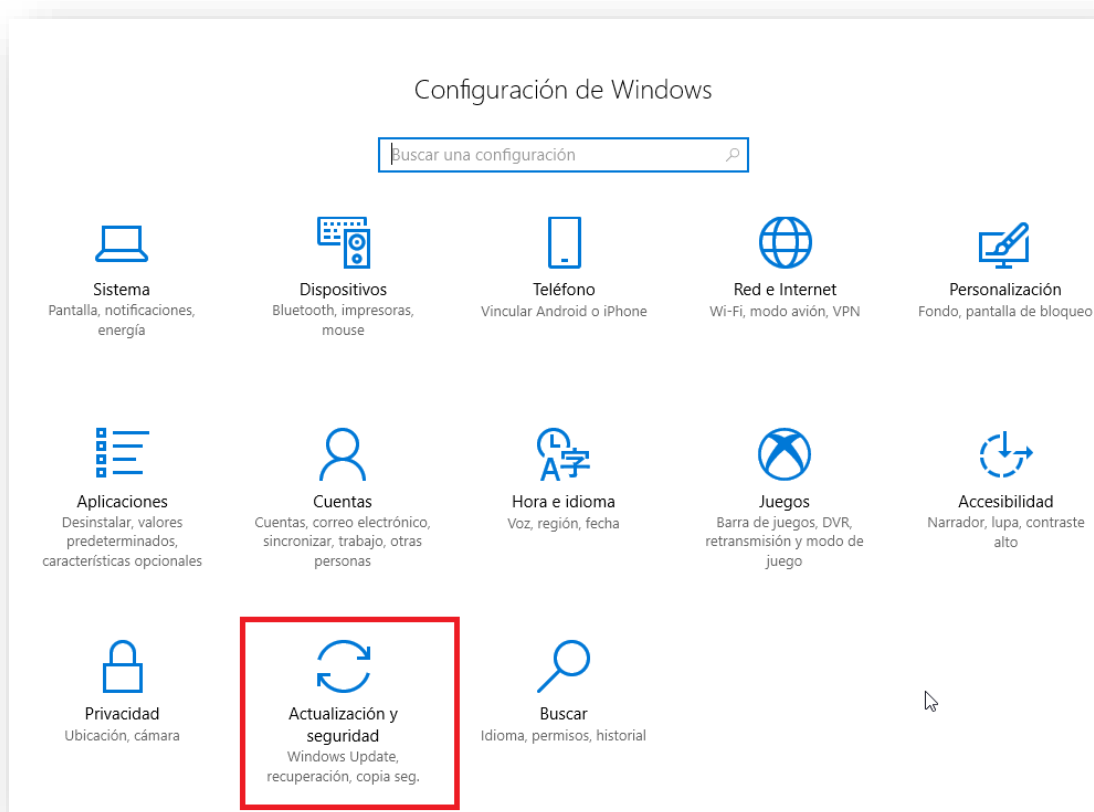 Configuración de Windows
Buscar una configuración
Sistema
Pantalla, notificaciones,
energía
Dispositivos
Bluetooth, impresoras,
mouse
Teléfono
Vincular Android o iPhone
Red e Internet
Wi-Fi, modo avión, VPN
Personalización
Fondo, pantalla de bloqueo
Aplicaciones
Desinstalar, valores
predeterminados,
características opcionales
Cuentas
Cuentas, correo electrónico,
sincronizar, trabajo, otras
personas
Hora e idioma
Voz, región, fecha
Juegos
Barra de juegos, DVR,
retransmisión y modo de
juego
Accesibilidad
Narrador, lupa, contraste
alto
Privacidad
Ubicación, cámara
Actualización y
seguridad
Windows Update,
recuperación, copia seg.
Buscar
Idioma, permisos, historial